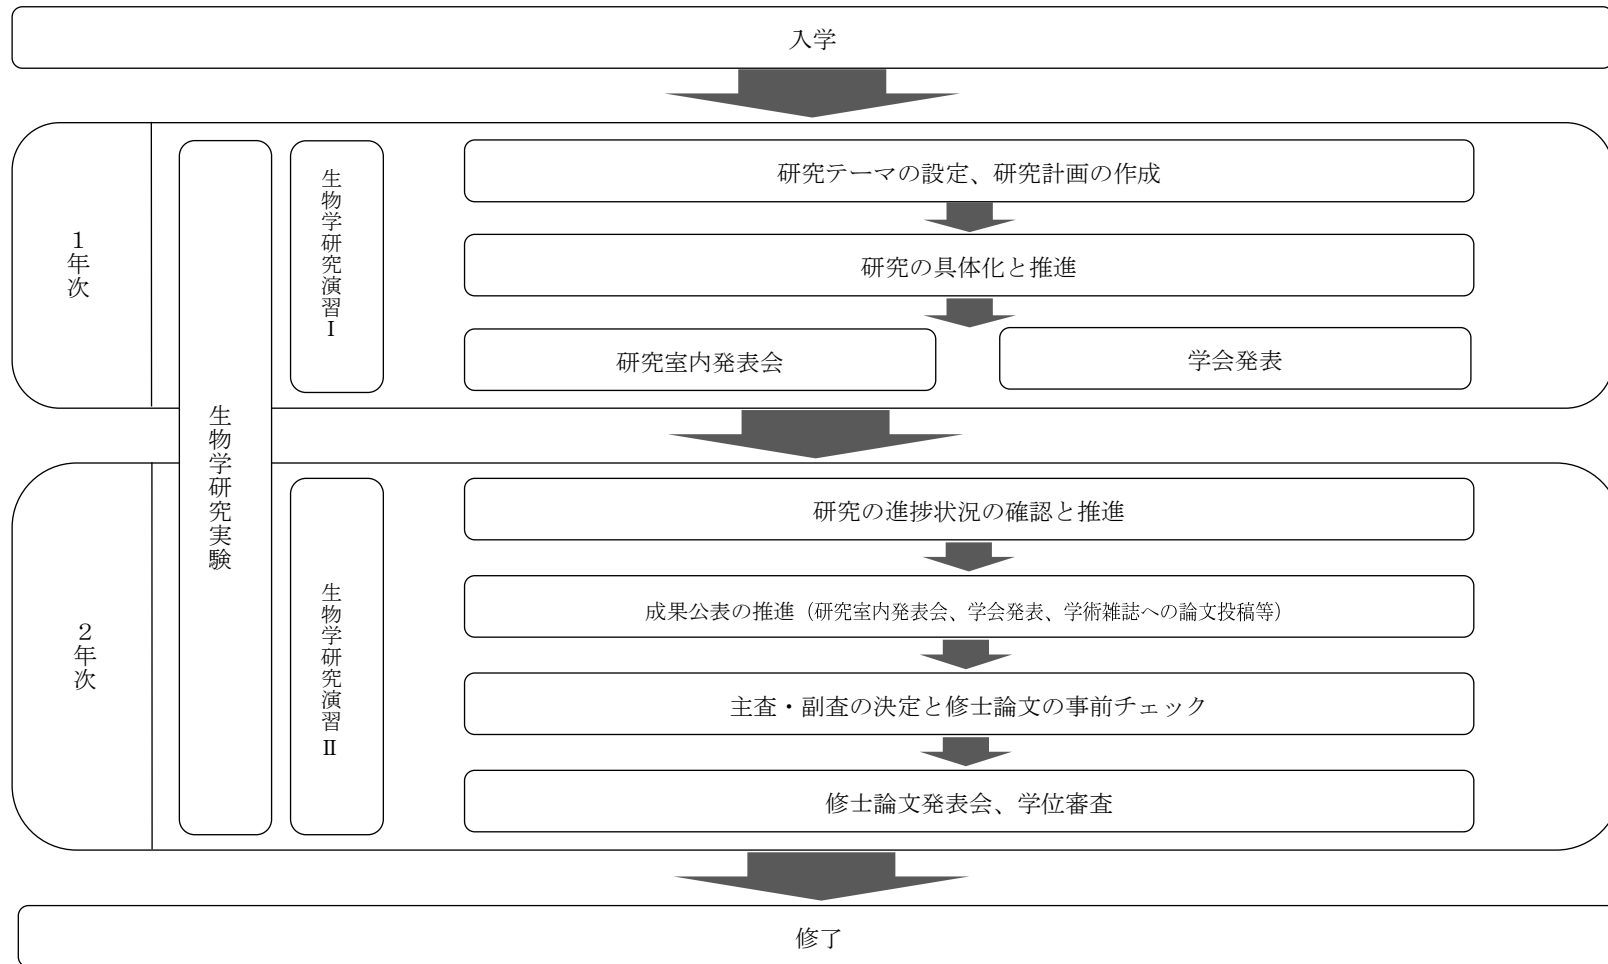 入学
1年次
生物学研究実験
生物学研究演習Ⅰ
研究テーマの設定、研究計画の作成
研究の具体化と推進
研究室内発表会
学会発表
２年次
生物学研究演習Ⅱ
研究の進捗状況の確認と推進
成果公表の推進（研究室内発表会、学会発表、学術雑誌への論文投稿等）
主査・副査の決定と修士論文の事前チェック
修士論文発表会、学位審査
修了